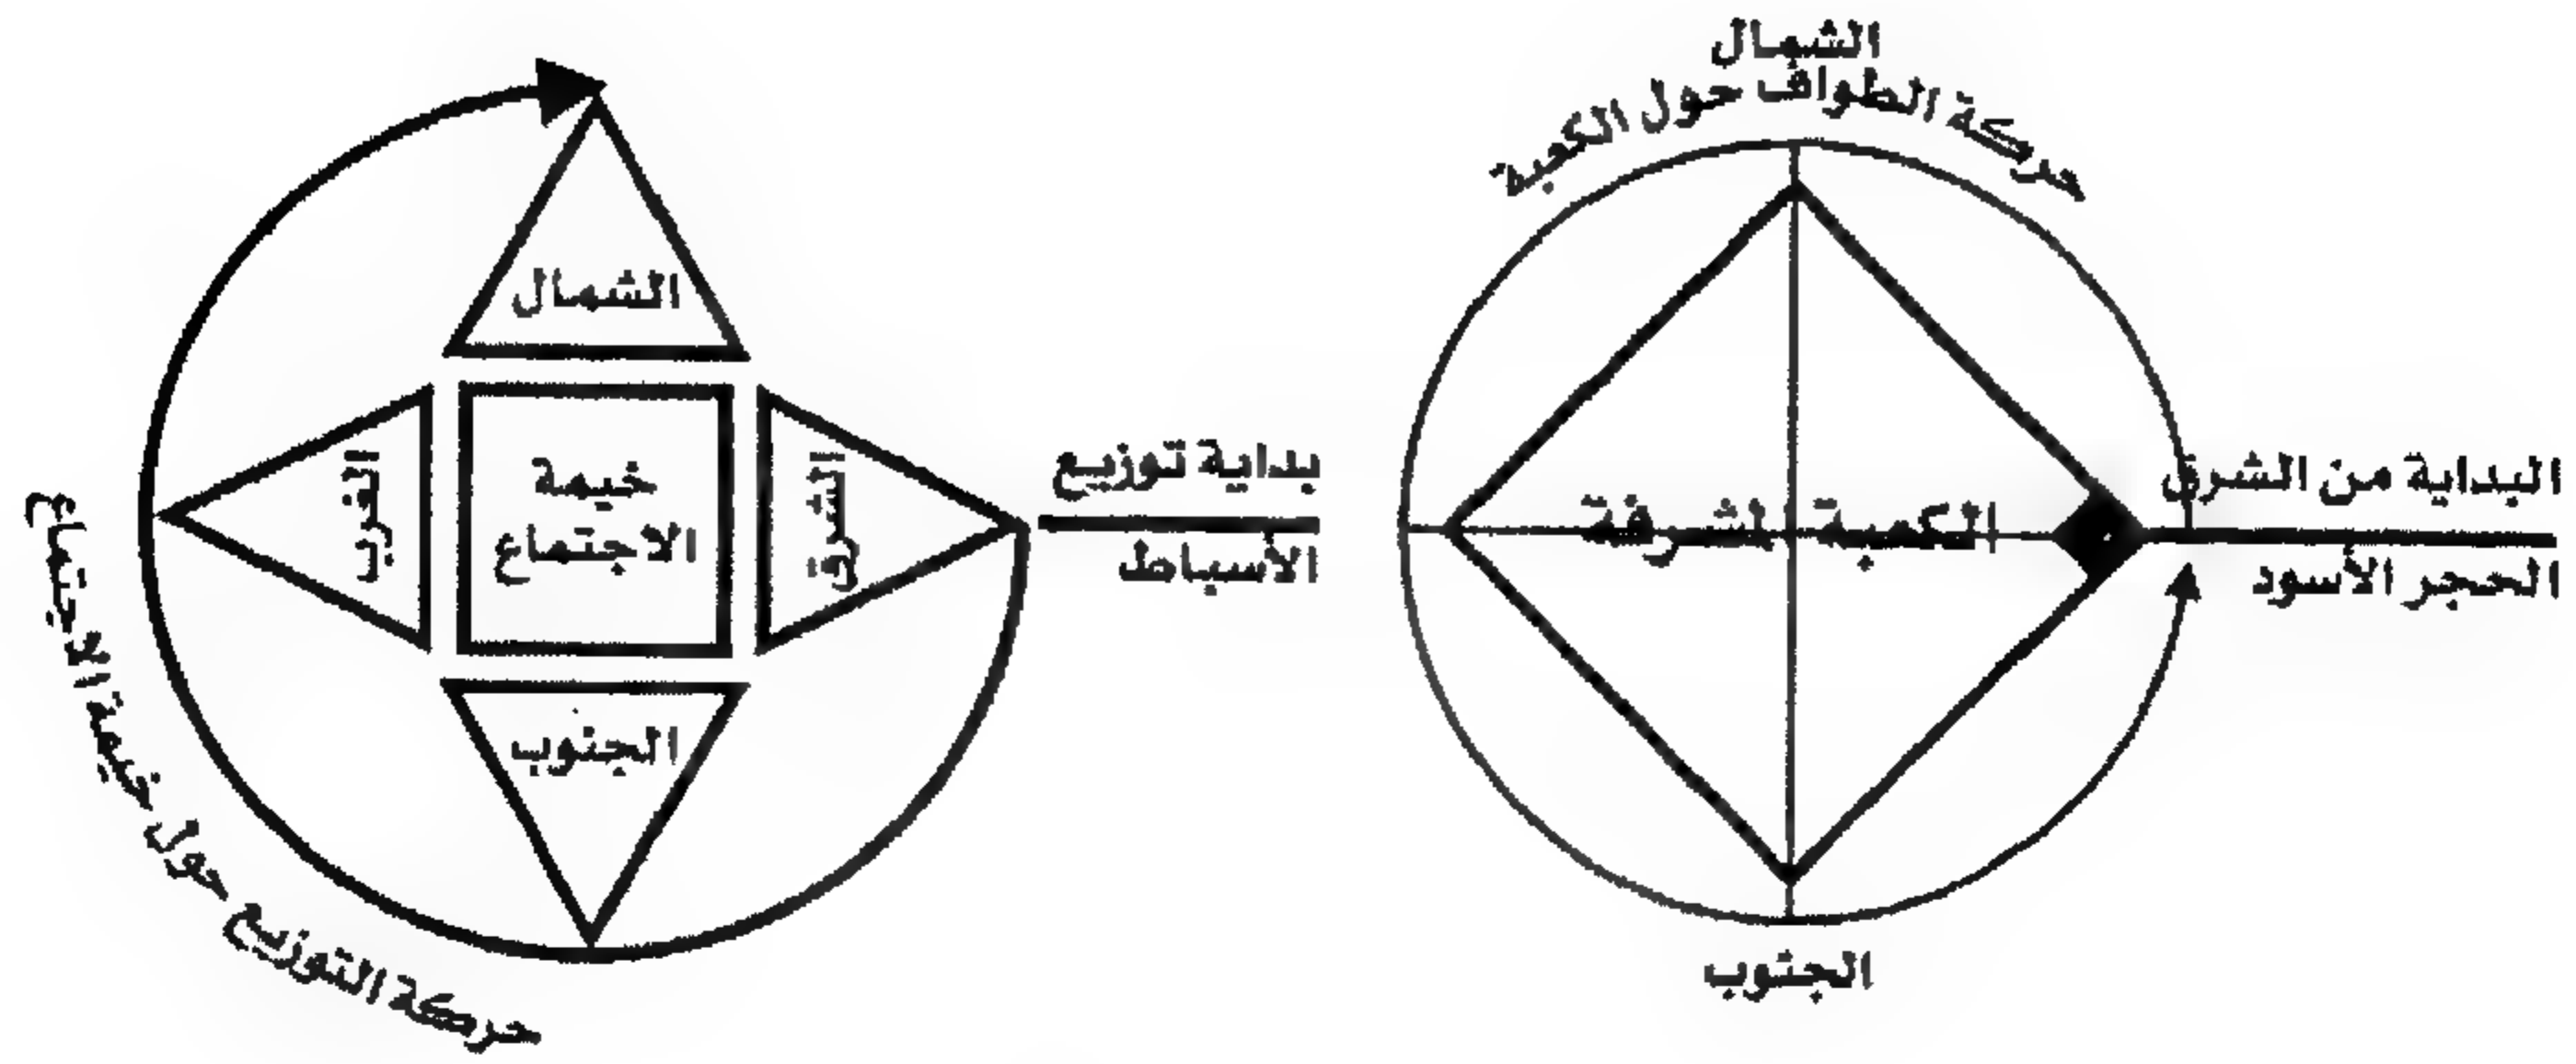 الشمال
حركة الطواف حول الكعبة
البداية من الشرق
الحجر الأسود
الكعبة المشرفة
الجنوب
بداية توزيع
الأسباط
الشمال
الشرق
خيمة
الاجتماع
الغرب
الجنوب
حركة التوزيع حول خيمة الاجتماع